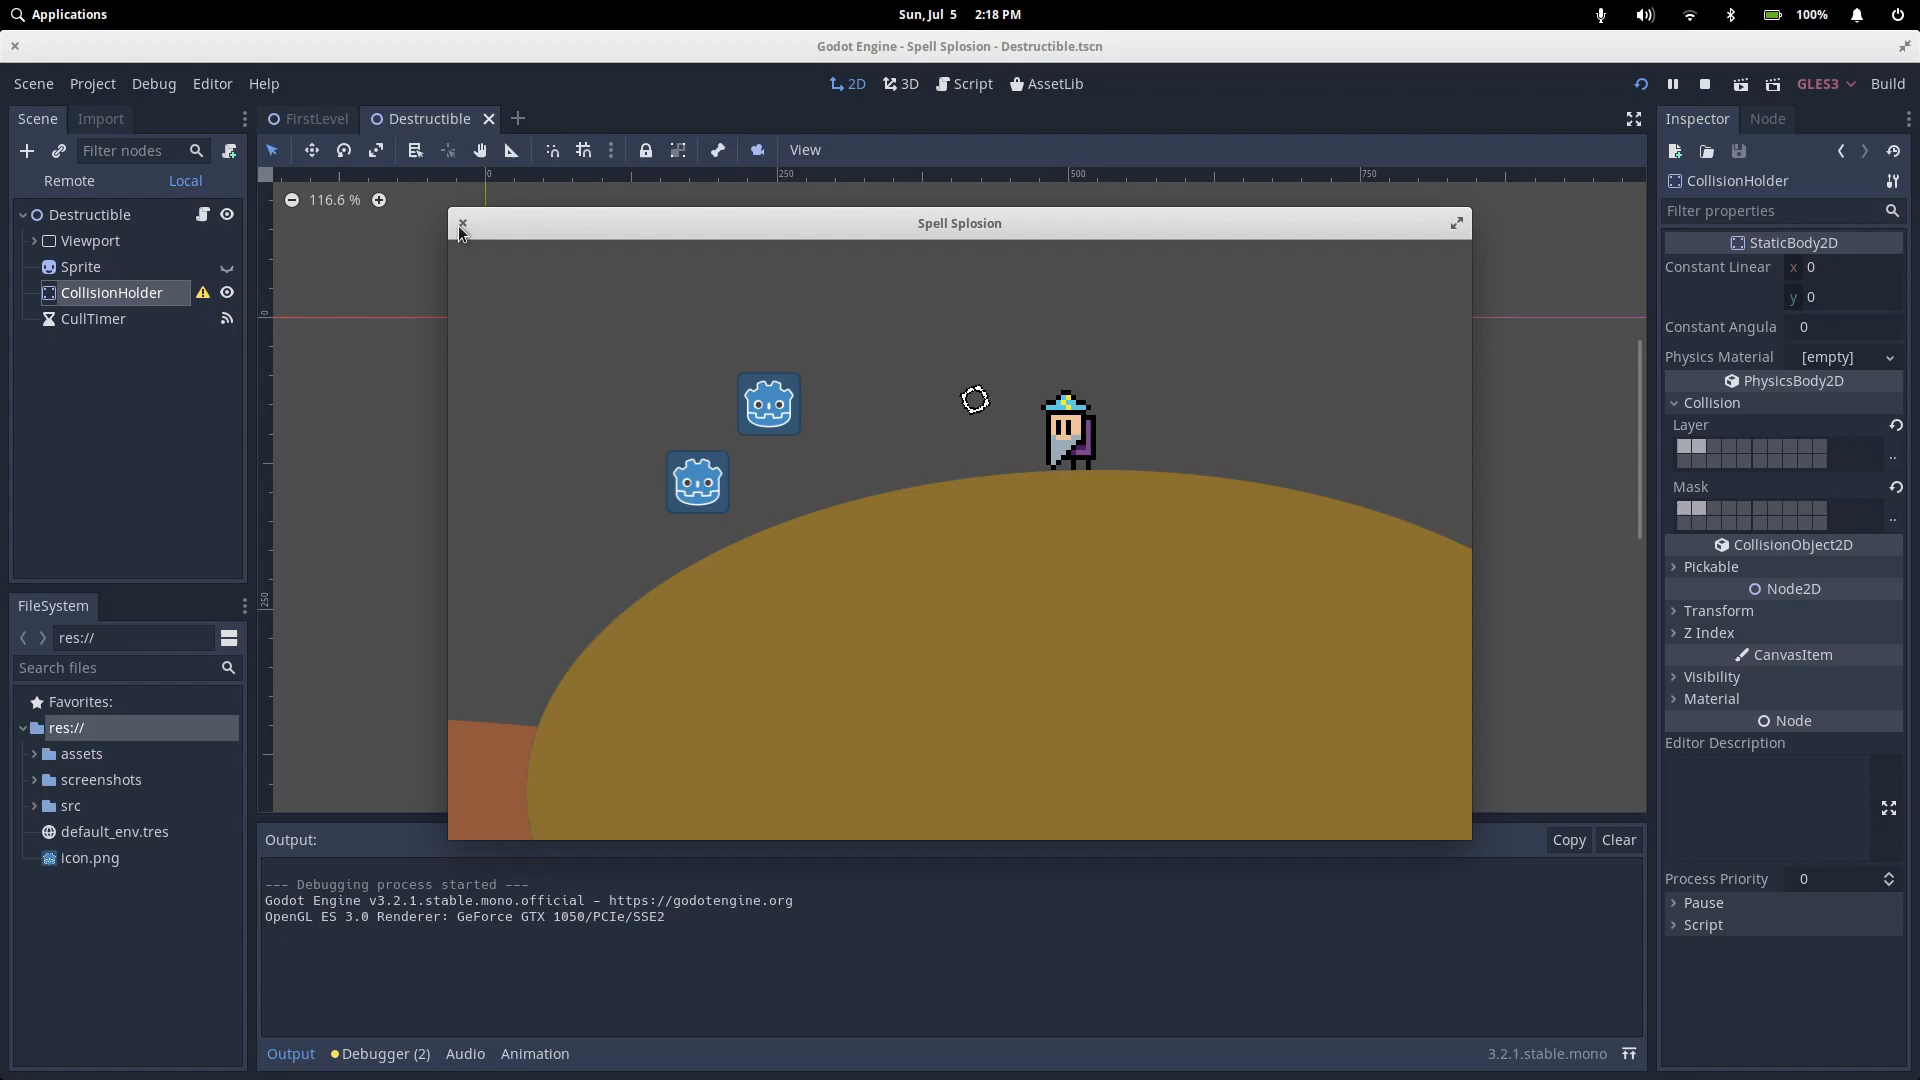 Applications
Sun, Jul 5 2:18 PM
100%
Godot Engine - Spell Splosion - Destructible.tscn
Scene Project Debug Editor Help
2D 3D Script AssetLib
GLES3 Build
Scene Import
FirstLevel Destructible
Inspector Node
Filter nodes
View
Remote Local
0 250 500 750
116.6 %
CollisionHolder
Filter properties
Destructible
Viewport
Sprite
CollisionHolder
CullTimer
0
250
Spell Splosion
StaticBody2D
Constant Linear x 0
y 0
Constant Angula 0
Physics Material [empty]
PhysicsBody2D
Collision
Layer
..
Mask
..
CollisionObject2D
Pickable
Node2D
Transform
Z Index
CanvasItem
Visibility
Material
Node
Editor Description
Process Priority 0
Pause
Script
FileSystem
res://
Search files
Favorites:
res://
assets
screenshots
src
default_env.tres
icon.png
Output:
Copy Clear
--- Debugging process started ---
Godot Engine v3.2.1.stable.mono.official - https://godotengine.org
OpenGL ES 3.0 Renderer: GeForce GTX 1050/PCIe/SSE2
Output Debugger (2) Audio Animation
3.2.1.stable.mono